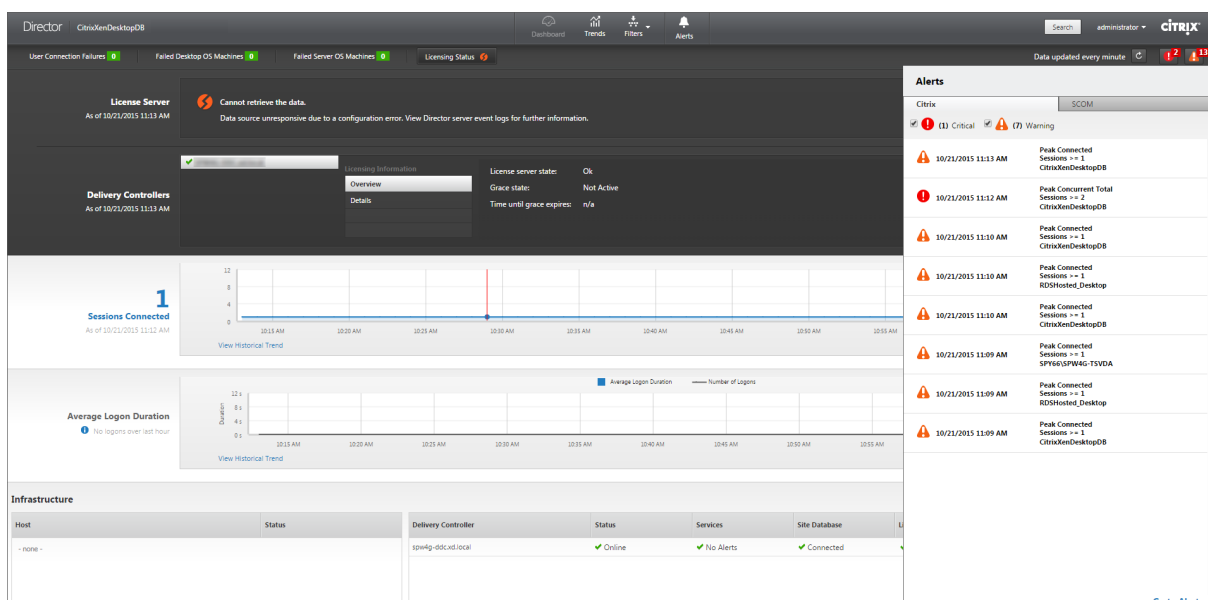 Director CitrixXenDesktopDB
Dashboard Trends Filters Alerts
Search administrator CITRIX
User Connection Failures 0 Failed Desktop OS Machines 0 Failed Server OS Machines 0 Licensing Status
Data updated every minute 2 13
License Server
As of 10/21/2015 11:13 AM
Cannot retrieve the data.
Data source unresponsive due to a configuration error. View Director server event logs for further information.
Delivery Controllers
As of 10/21/2015 11:13 AM
Licensing Information
Overview
Details
License server state: Ok
Grace state: Not Active
Time until grace expires: n/a
1
Sessions Connected
As of 10/21/2015 11:12 AM
12
8
4
0
10:15 AM 10:20 AM 10:25 AM 10:30 AM 10:35 AM 10:40 AM 10:45 AM 10:50 AM 10:55 AM
View Historical Trend
Average Logon Duration
No logons over last hour
Average Logon Duration Number of Logons
Duration
12 s
8 s
4 s
0 s
10:15 AM 10:20 AM 10:25 AM 10:30 AM 10:35 AM 10:40 AM 10:45 AM 10:50 AM 10:55 AM
View Historical Trend
Infrastructure
Host Status
- none -
Delivery Controller Status Services Site Database
spw4g-ddc.xd.local Online No Alerts Connected
Alerts
Citrix SCOM
(1) Critical (7) Warning
10/21/2015 11:13 AM
Peak Connected
Sessions >= 1
CitrixXenDesktopDB
10/21/2015 11:12 AM
Peak Concurrent Total
Sessions >= 2
CitrixXenDesktopDB
10/21/2015 11:10 AM
Peak Connected
Sessions >= 1
CitrixXenDesktopDB
10/21/2015 11:10 AM
Peak Connected
Sessions >= 1
RDSHosted_Desktop
10/21/2015 11:10 AM
Peak Connected
Sessions >= 1
CitrixXenDesktopDB
10/21/2015 11:09 AM
Peak Connected
Sessions >= 1
SPY66\SPW4G-TSVDA
10/21/2015 11:09 AM
Peak Connected
Sessions >= 1
RDSHosted_Desktop
10/21/2015 11:09 AM
Peak Connected
Sessions >= 1
CitrixXenDesktopDB